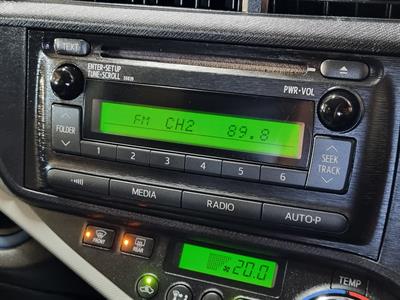 TEXT
ENTER·SETUP
TUNE·SCROLL
PWR·VOL
FM CH2 89.8
FOLDER
SEEK
TRACK
1 2 3 4 5 6
MEDIA RADIO AUTO·P
FRONT REAR
20.0
TEMP